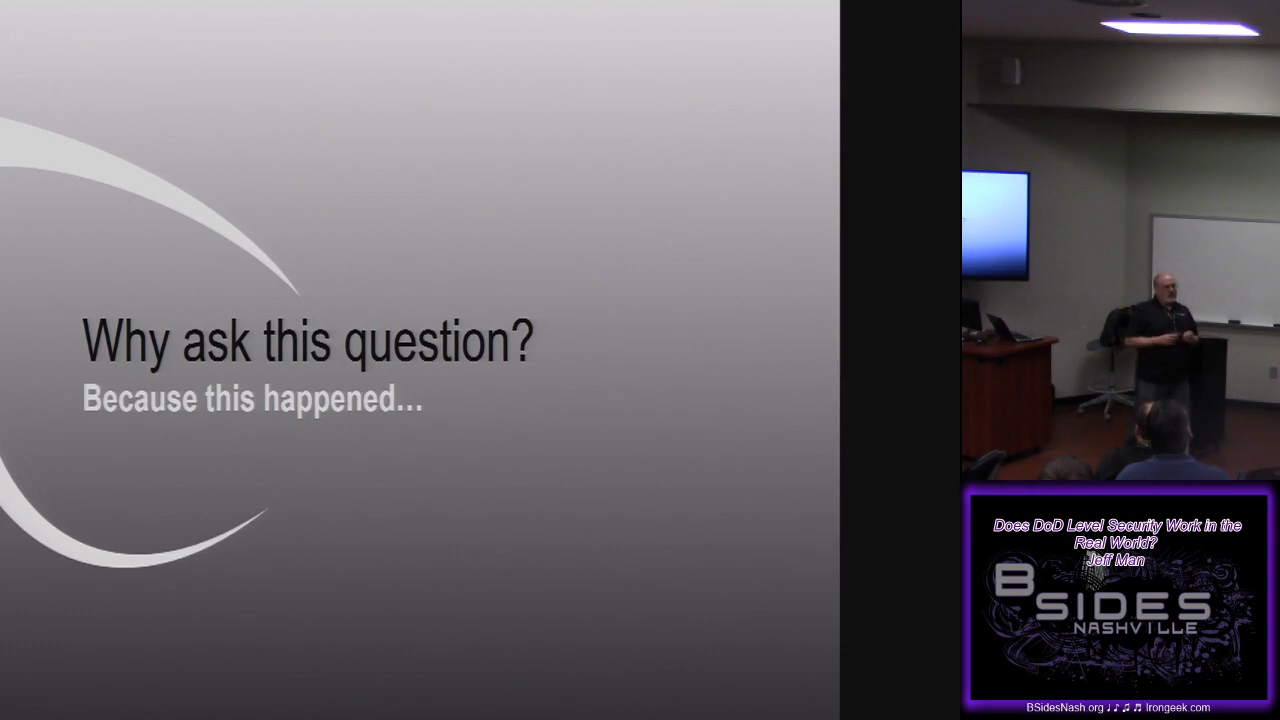 Why ask this question?
Because this happened...
Does DoD Level Security Work in the
Real World?
Jeff Man
BSIDES
NASHVILLE
BSidesNash.org ♩ ♪ ♫ ♬ Irongeek.com